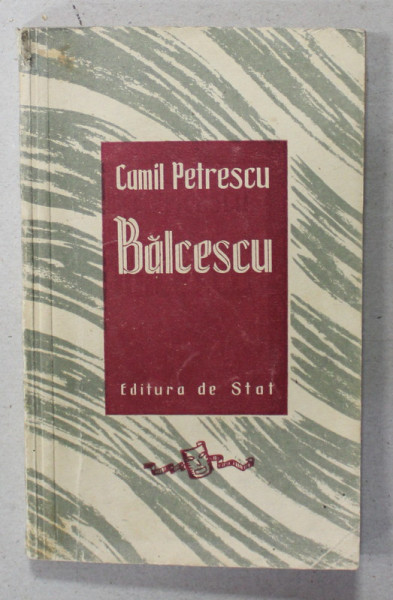 Camil Petrescu
Bălcescu
Editura de Stat